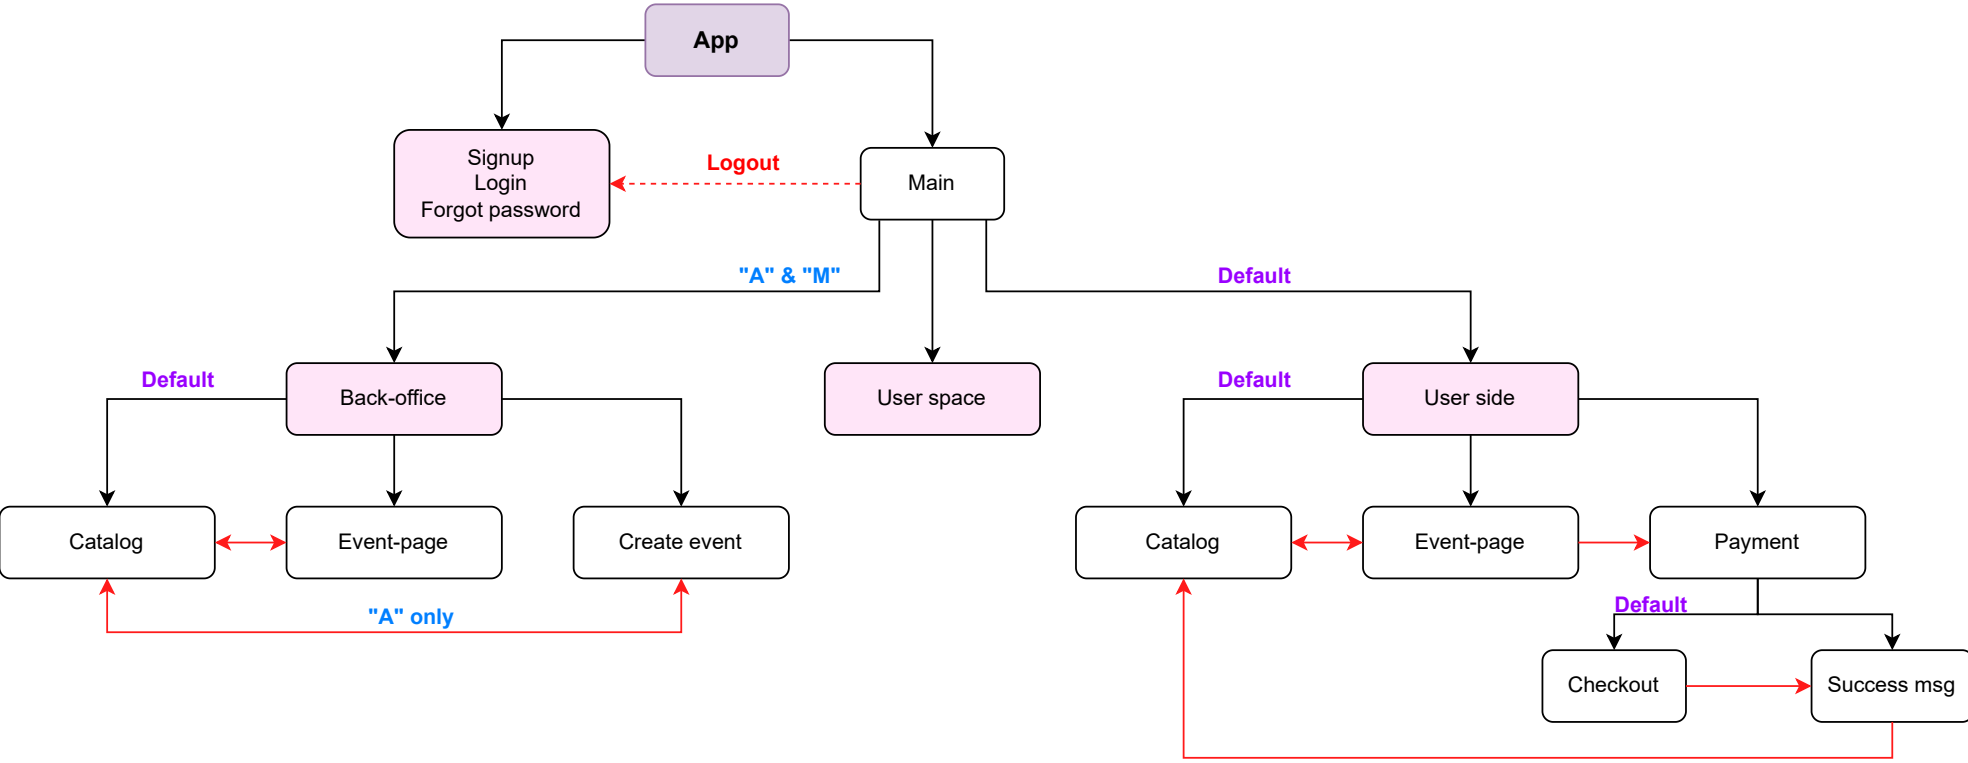 App
Signup
Login
Forgot password
Logout
Main
"A" & "M"
Default
Default
Back-office
User space
Default
User side
Catalog
Event-page
Create event
Catalog
Event-page
Payment
"A" only
Default
Checkout
Success msg